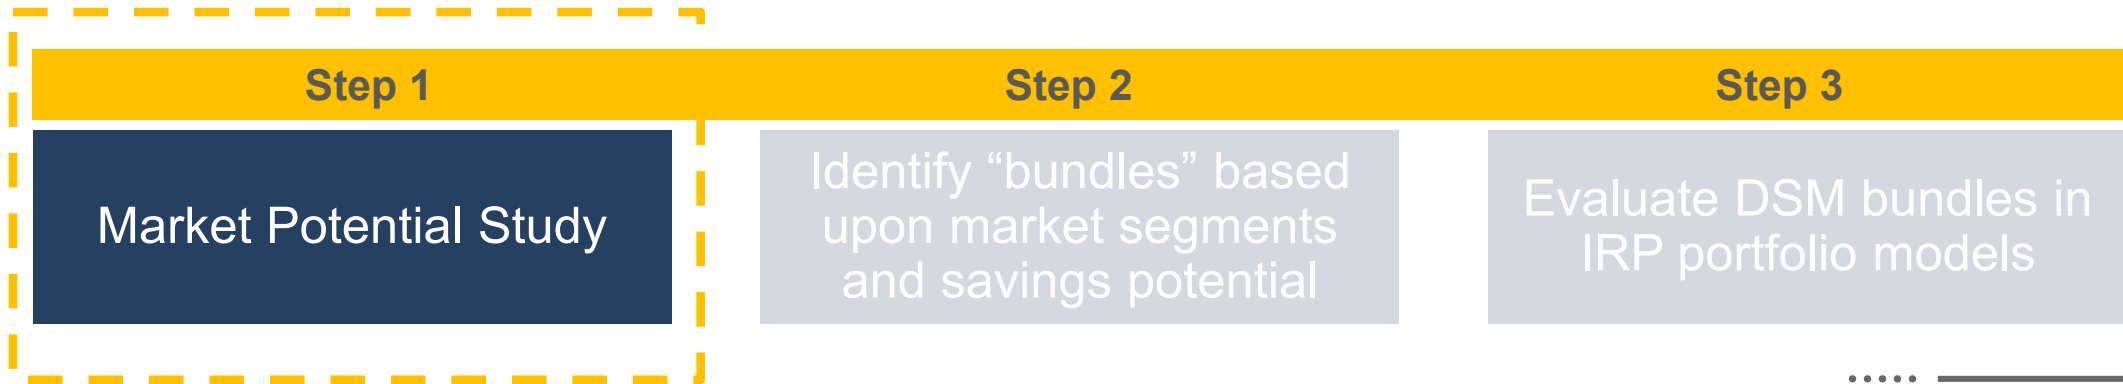 Step 1
Step 2
Step 3
Market Potential Study
Identify “bundles” based
upon market segments
and savings potential
Evaluate DSM bundles in
IRP portfolio models